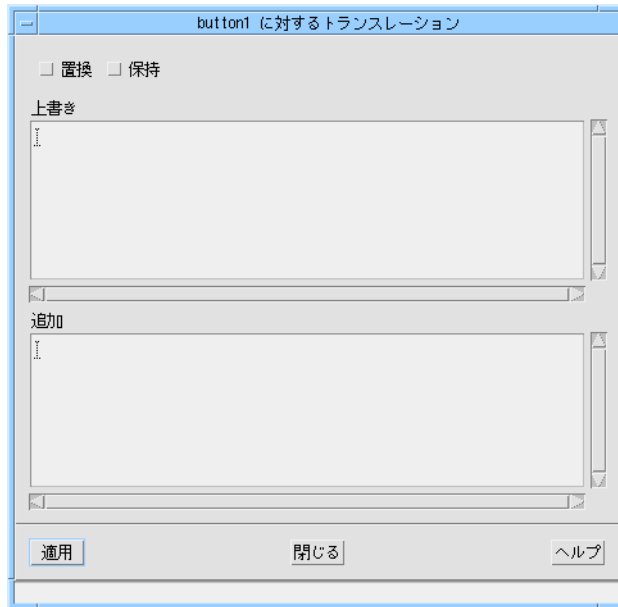 button1 に対するトランスレーション
置換 保持
上書き
追加
適用 閉じる ヘルプ